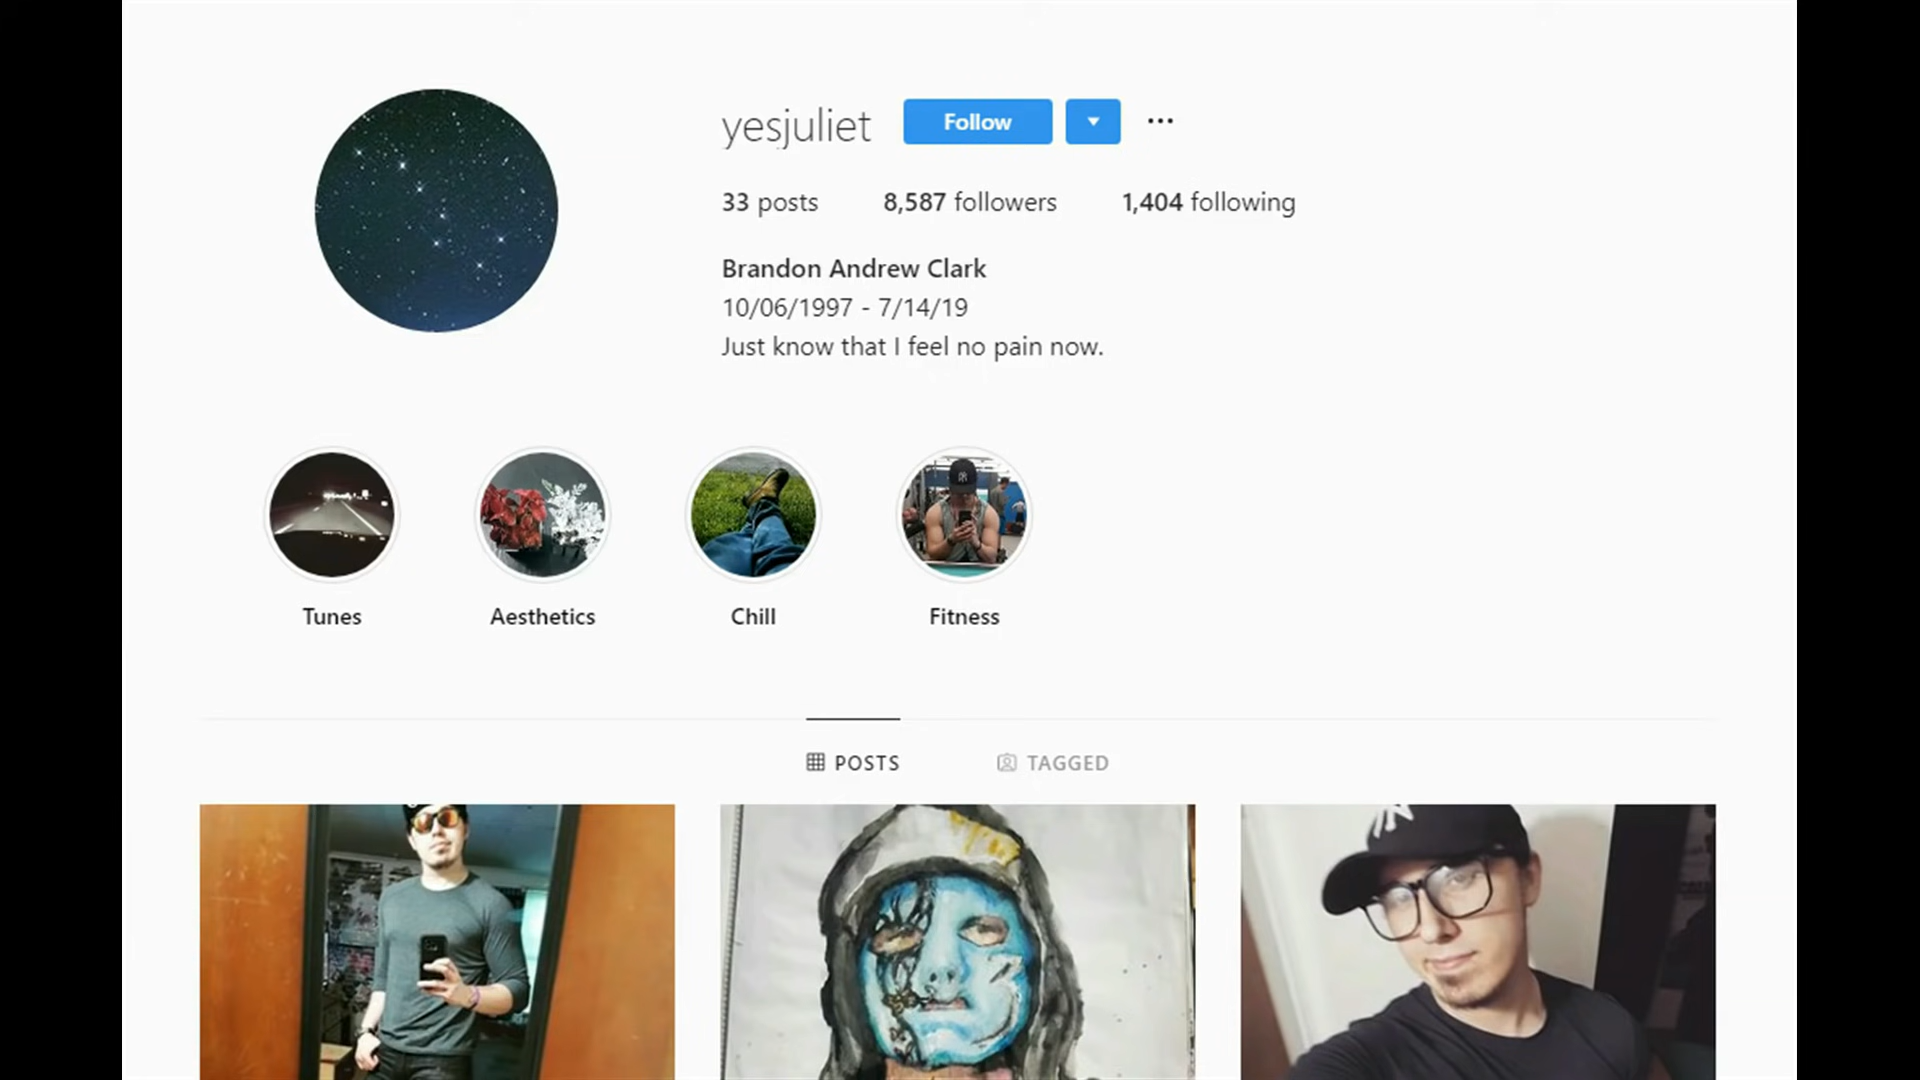 yesjuliet Follow ...
33 posts 8,587 followers 1,404 following
Brandon Andrew Clark
10/06/1997 - 7/14/19
Just know that I feel no pain now.
Tunes Aesthetics Chill Fitness
POSTS TAGGED